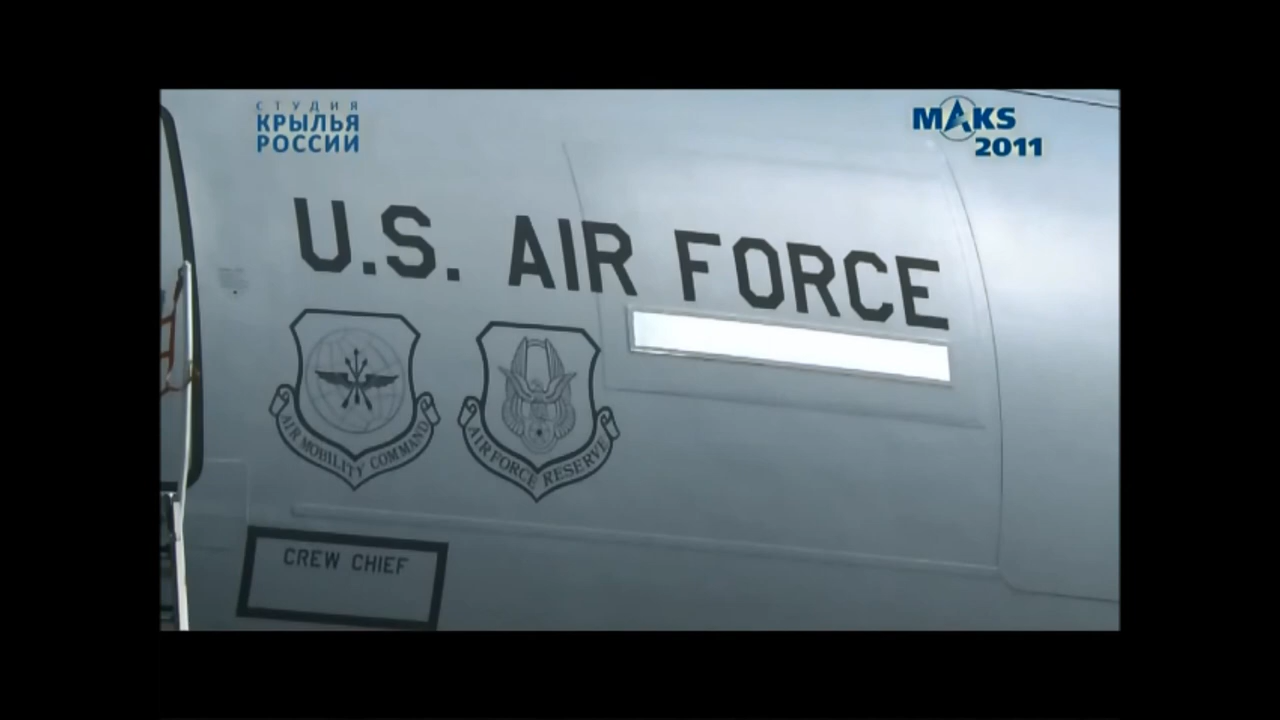 СТУДИЯ
КРЫЛЬЯ
РОССИИ
MAKS
2011
U.S. AIR FORCE
AIR MOBILITY COMMAND
AIR FORCE RESERVE
CREW CHIEF